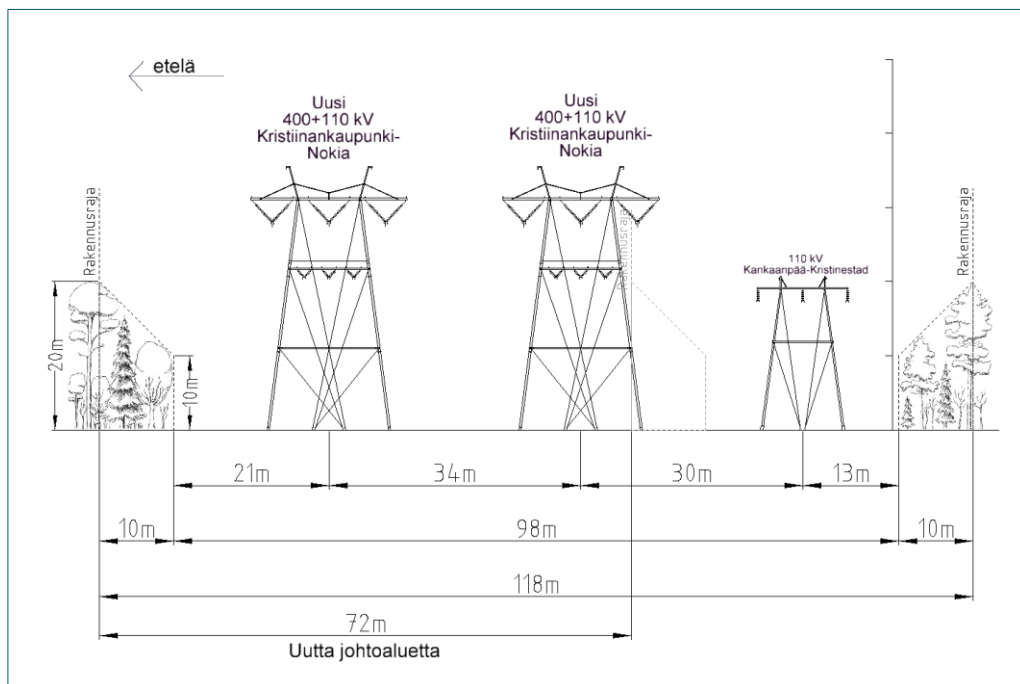 etelä
Uusi
400+110 kV
Kristiinankaupunki-
Nokia
Uusi
400+110 kV
Kristiinankaupunki-
Nokia
Rakennusraja
Rakennusraja
110 kV
Kankaanpää-Kristinestad
Rakennusraja
20m
10m
21m
34m
30m
13m
10m
98m
10m
118m
72m
Uutta johtoaluetta